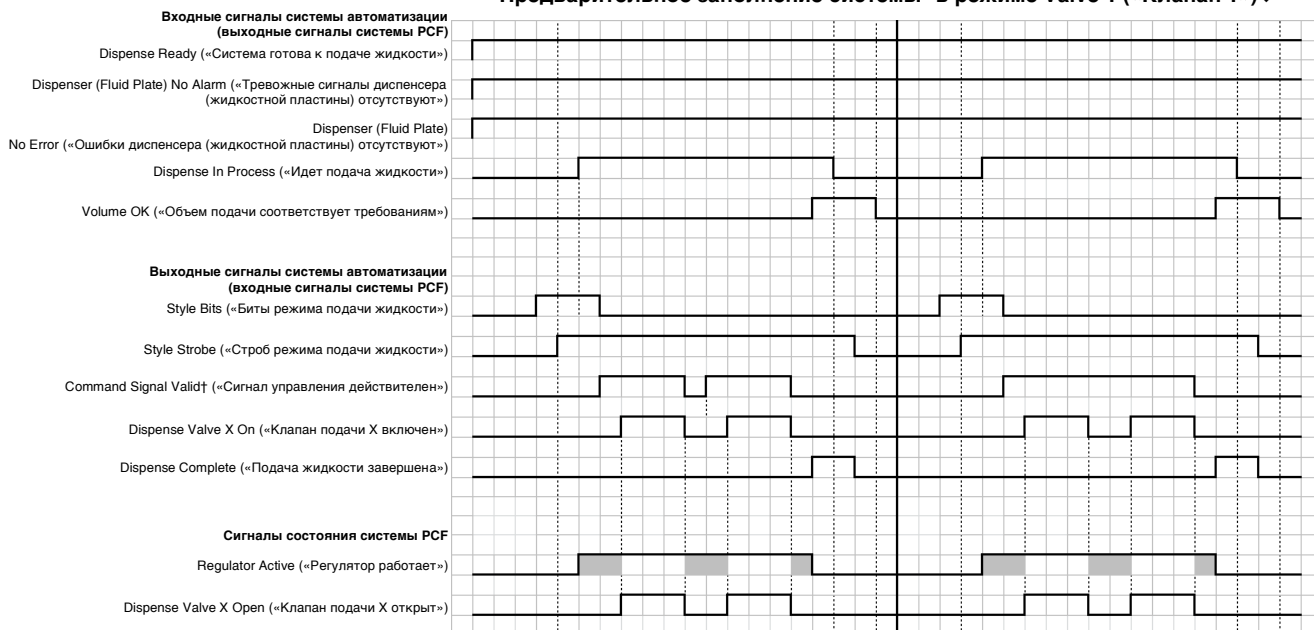 Входные сигналы системы автоматизации
(выходные сигналы системы PCF)
Dispense Ready («Система готова к подаче жидкости»)
Dispenser (Fluid Plate) No Alarm («Тревожные сигналы диспенсера
(жидкостной пластины) отсутствуют»)
Dispenser (Fluid Plate)
No Error («Ошибки диспенсера (жидкостной пластины) отсутствуют»)
Dispense In Process («Идет подача жидкости»)
Volume OK («Объем подачи соответствует требованиям»)
Выходные сигналы системы автоматизации
(входные сигналы системы PCF)
Style Bits («Биты режима подачи жидкости»)
Style Strobe («Строб режима подачи жидкости»)
Command Signal Valid† («Сигнал управления действителен»)
Dispense Valve X On («Клапан подачи X включен»)
Dispense Complete («Подача жидкости завершена»)
Сигналы состояния системы PCF
Regulator Active («Регулятор работает»)
Dispense Valve X Open («Клапан подачи X открыт»)